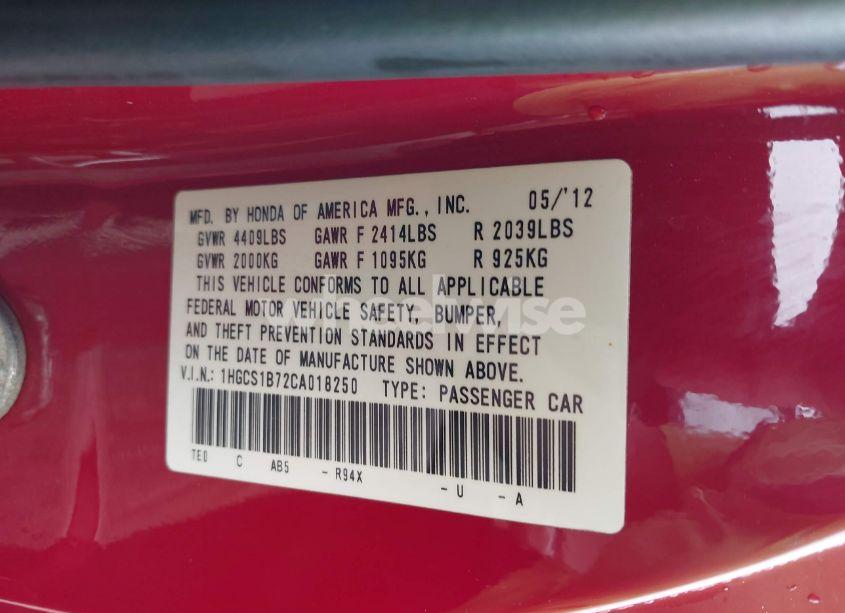 MFD. BY HONDA OF AMERICA MFG., INC. 05/'12
GVWR 4409LBS GAWR F 2414LBS R 2039LBS
GVWR 2000KG GAWR F 1095KG R 925KG
THIS VEHICLE CONFORMS TO ALL APPLICABLE
FEDERAL MOTOR VEHICLE SAFETY, BUMPER,
AND THEFT PREVENTION STANDARDS IN EFFECT
ON THE DATE OF MANUFACTURE SHOWN ABOVE.
V.I.N.: 1HGCS1B72CA018250 TYPE: PASSENGER CAR
TE0 C AB5 - R94X - U - A
wheelwise